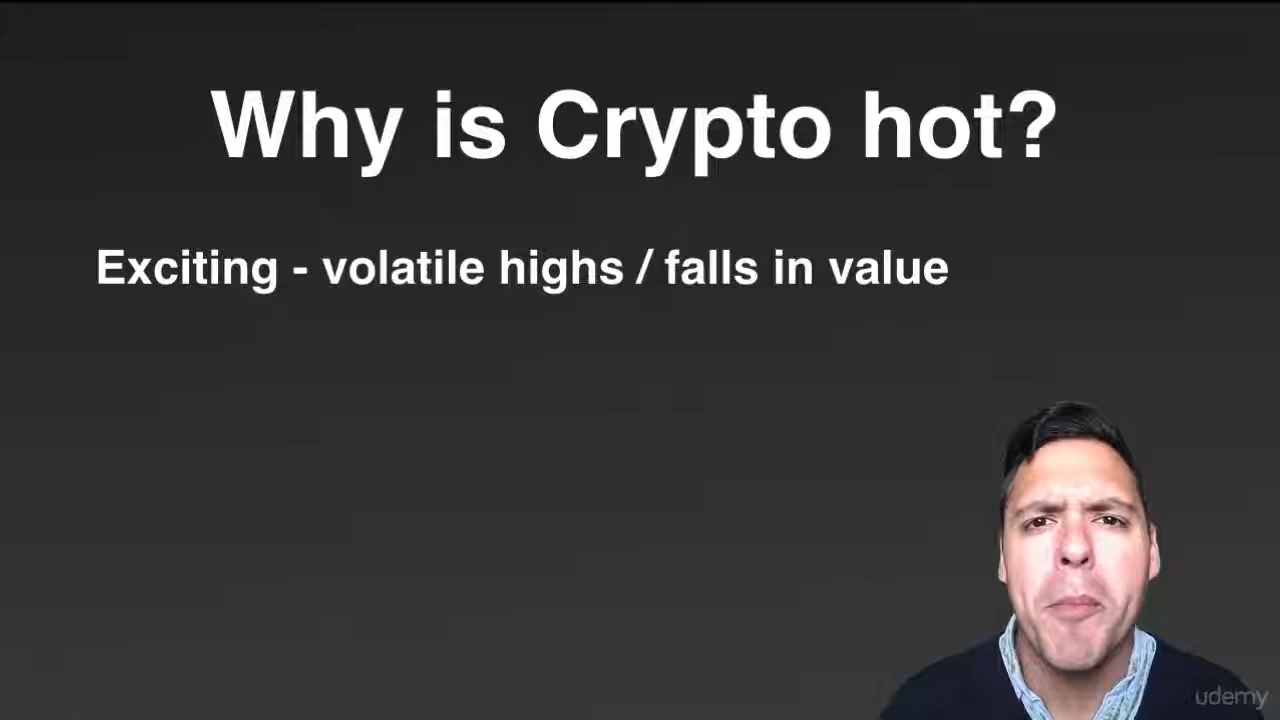 Why is Crypto hot?
Exciting - volatile highs / falls in value
udemy